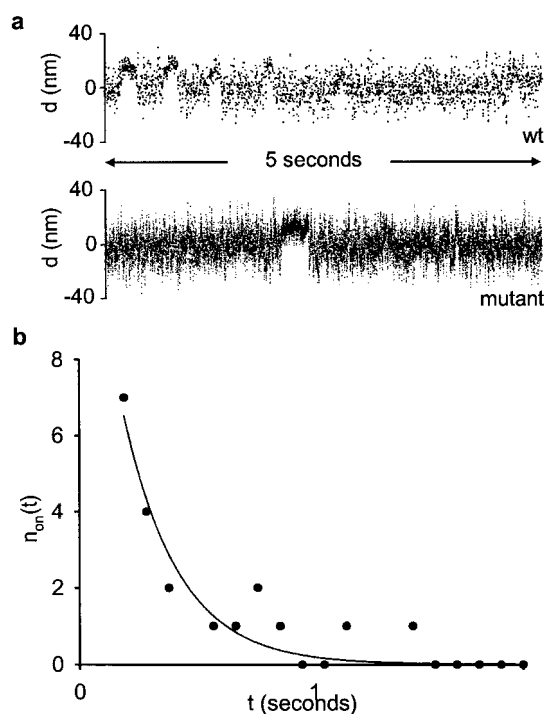 a
40
0
-40
d (nm)
wt
5 seconds
40
0
-40
d (nm)
mutant
b
8
6
4
2
0
n_on(t)
0
1
t (seconds)